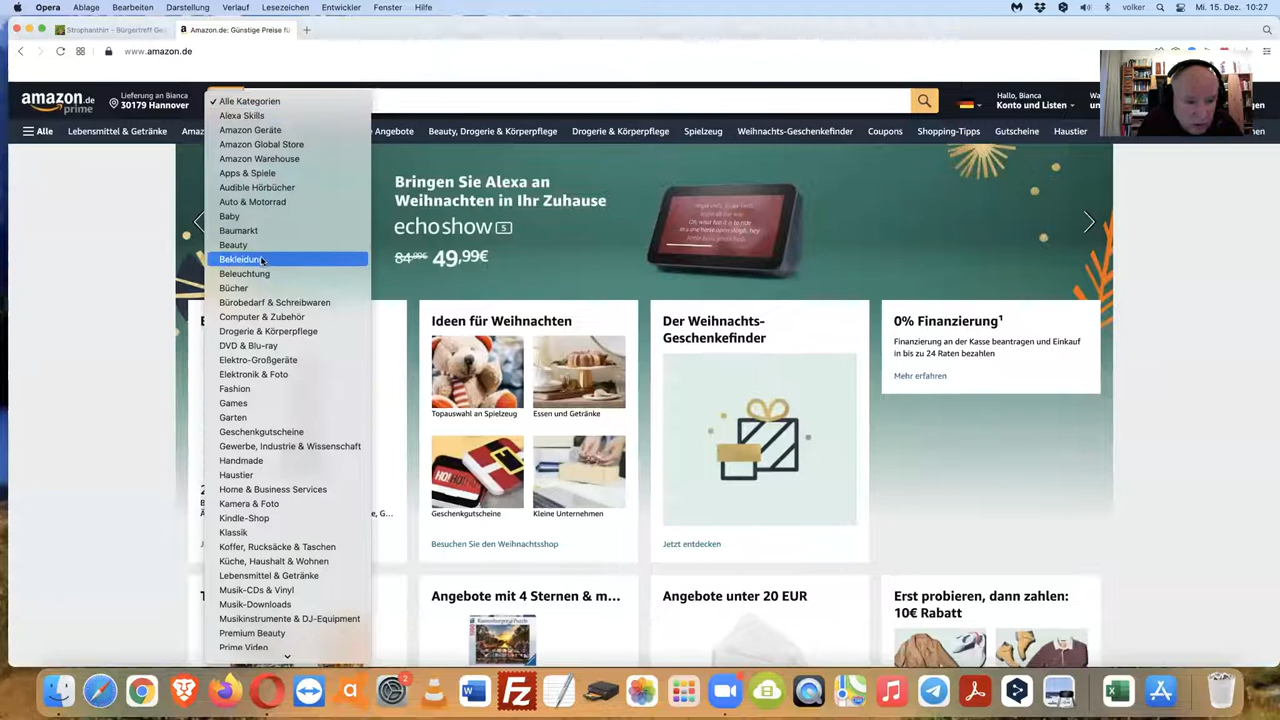 Opera Ablage Bearbeiten Darstellung Verlauf Lesezeichen Entwickler Fenster Hilfe volker Mi. 15. Dez. 10:27
Strophanthin – Bürgertreff Ge... Amazon.de: Günstige Preise fü
www.amazon.de
amazon.de
prime
Lieferung an Bianca
30179 Hannover
Hallo, Bianca
Konto und Listen
Alle Lebensmittel & Getränke Beauty, Drogerie & Körperpflege Drogerie & Körperpflege Spielzeug Weihnachts-Geschenkefinder Coupons Shopping-Tipps Gutscheine Haustier
Angebote
Alle Kategorien
Alexa Skills
Amazon Geräte
Amazon Global Store
Amazon Warehouse
Apps & Spiele
Audible Hörbücher
Auto & Motorrad
Baby
Baumarkt
Beauty
Bekleidung
Beleuchtung
Bücher
Bürobedarf & Schreibwaren
Computer & Zubehör
Drogerie & Körperpflege
DVD & Blu-ray
Elektro-Großgeräte
Elektronik & Foto
Fashion
Games
Garten
Geschenkgutscheine
Gewerbe, Industrie & Wissenschaft
Handmade
Haustier
Home & Business Services
Kamera & Foto
Kindle-Shop
Klassik
Koffer, Rucksäcke & Taschen
Küche, Haushalt & Wohnen
Lebensmittel & Getränke
Musik-CDs & Vinyl
Musik-Downloads
Musikinstrumente & DJ-Equipment
Premium Beauty
Prime Video
Bringen Sie Alexa an
Weihnachten in Ihr Zuhause
echo show 5
84,99€ 49,99€
Ideen für Weihnachten
Topauswahl an Spielzeug
Essen und Getränke
HO!HO!HO!
Geschenkgutscheine
Kleine Unternehmen
Besuchen Sie den Weihnachtsshop
Der Weihnachts-
Geschenkefinder
Jetzt entdecken
0% Finanzierung¹
Finanzierung an der Kasse beantragen und Einkauf
in bis zu 24 Raten bezahlen
Mehr erfahren
Angebote mit 4 Sternen & m...
Angebote unter 20 EUR
Erst probieren, dann zahlen:
10€ Rabatt
2